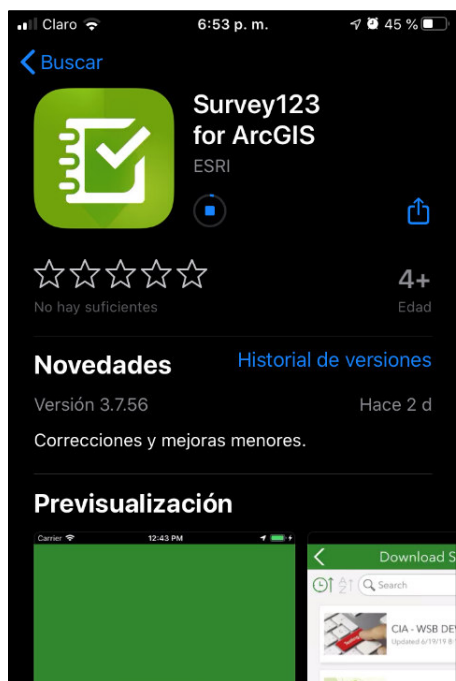 Claro 6:53 p. m. 45 %
Buscar
Survey123
for ArcGIS
ESRI
4+
No hay suficientes Edad
Novedades Historial de versiones
Versión 3.7.56 Hace 2 d
Correcciones y mejoras menores.
Previsualización
Carrier 12:43 PM
Download S
Search
CIA - WSB DE
Updated 6/19/19 8: